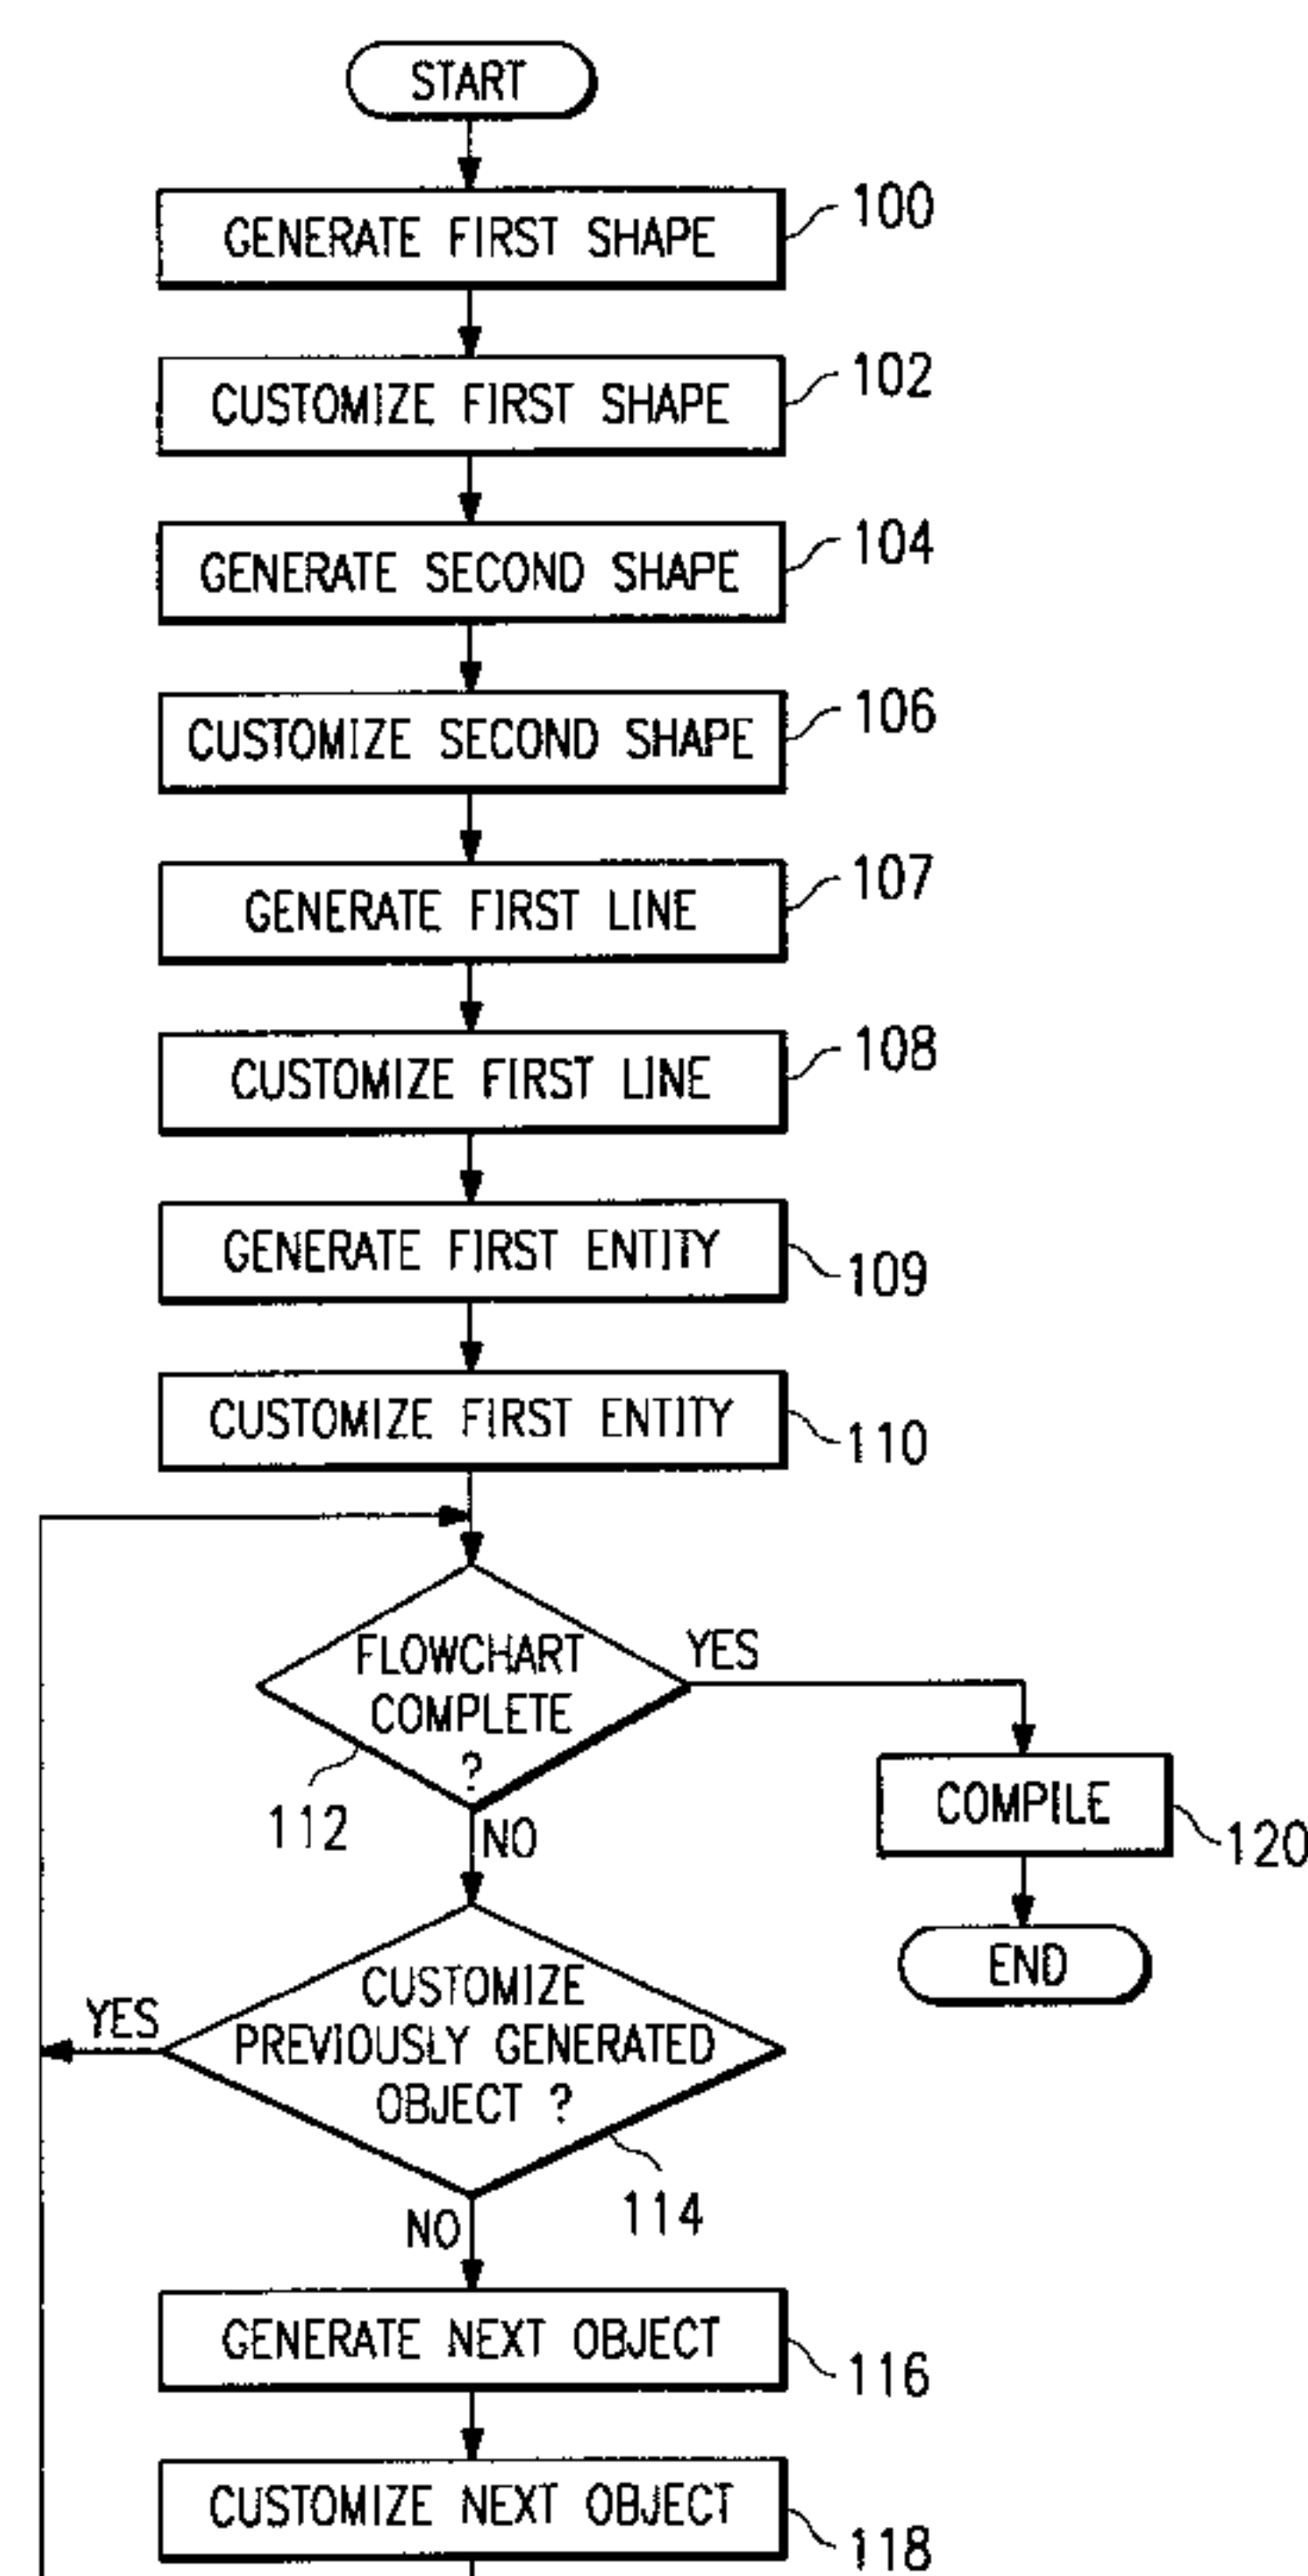 START
GENERATE FIRST SHAPE
100
CUSTOMIZE FIRST SHAPE
102
GENERATE SECOND SHAPE
104
CUSTOMIZE SECOND SHAPE
106
GENERATE FIRST LINE
107
CUSTOMIZE FIRST LINE
108
GENERATE FIRST ENTITY
109
CUSTOMIZE FIRST ENTITY
110
FLOWCHART
COMPLETE
?
YES
112
NO
COMPILE
120
END
CUSTOMIZE
PREVIOUSLY GENERATED
OBJECT ?
YES
114
NO
GENERATE NEXT OBJECT
116
CUSTOMIZE NEXT OBJECT
118